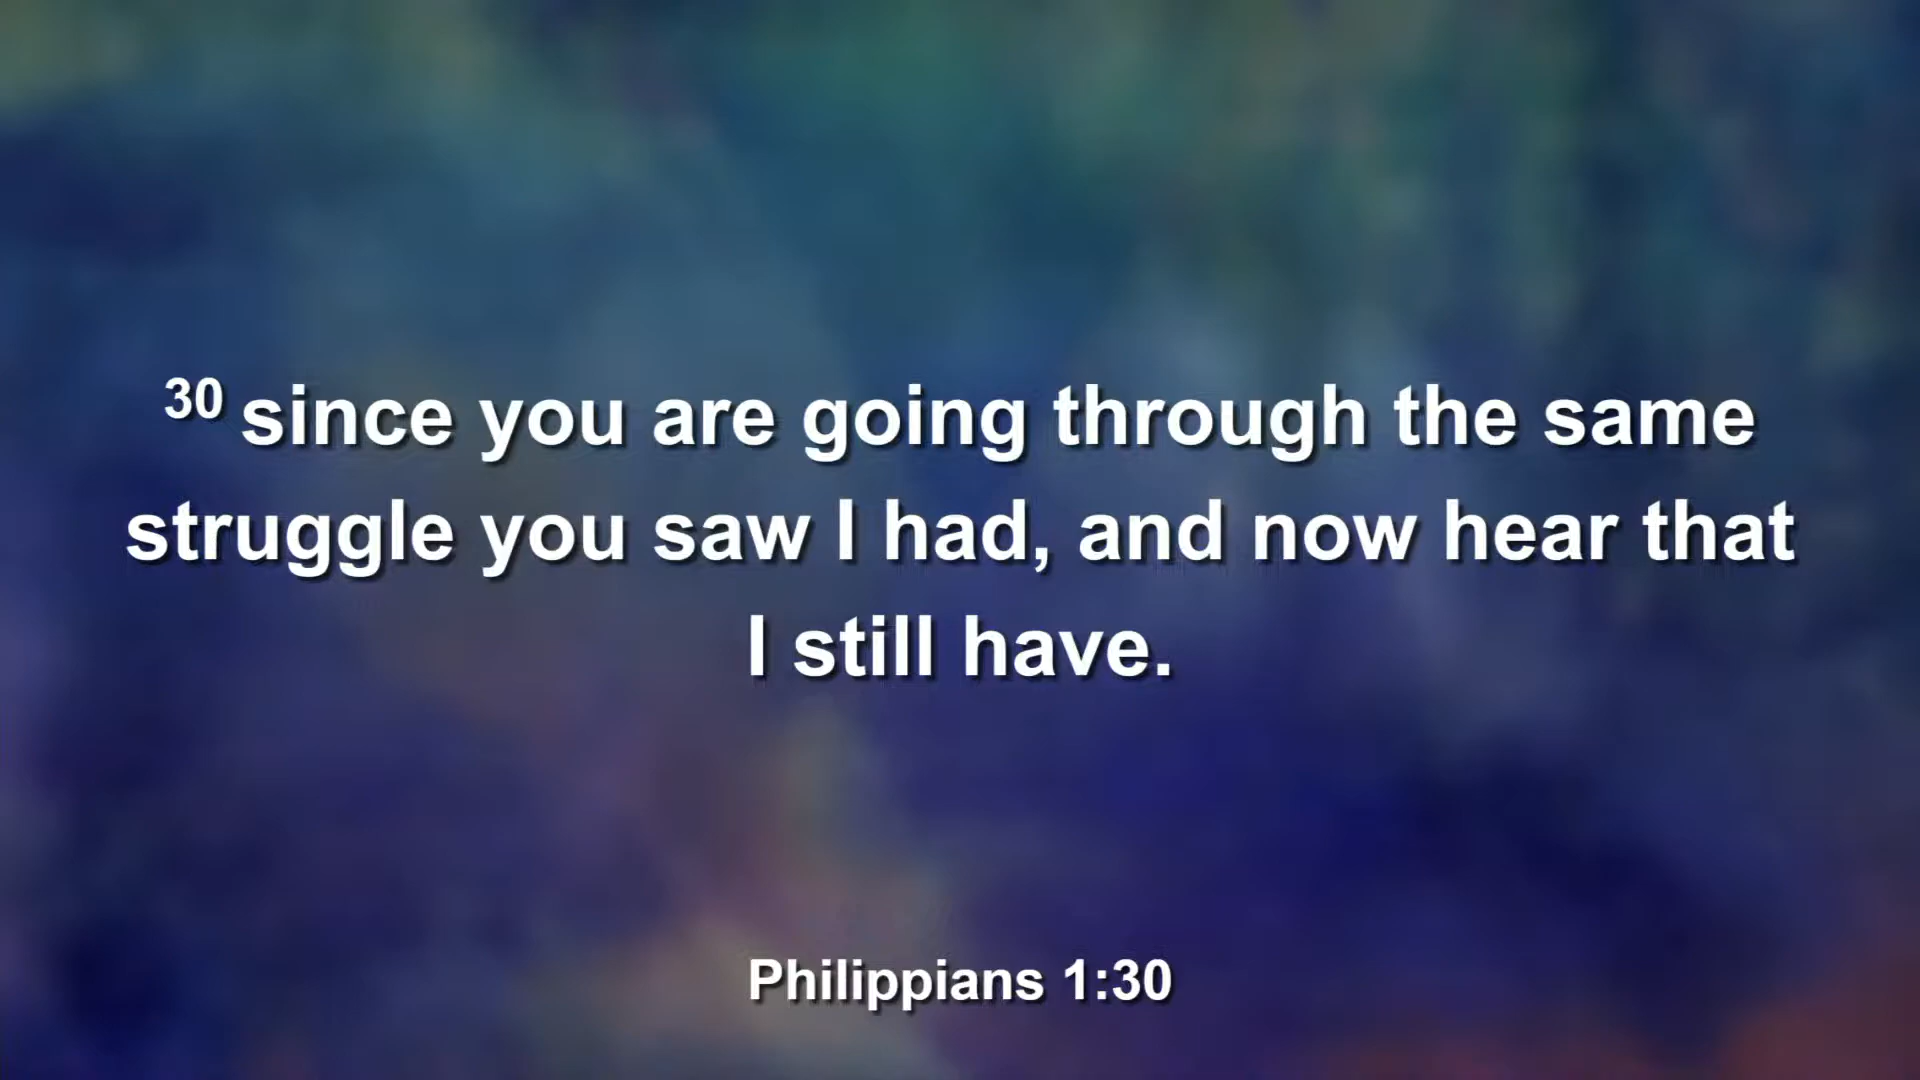 30 since you are going through the same
struggle you saw I had, and now hear that
I still have.
Philippians 1:30